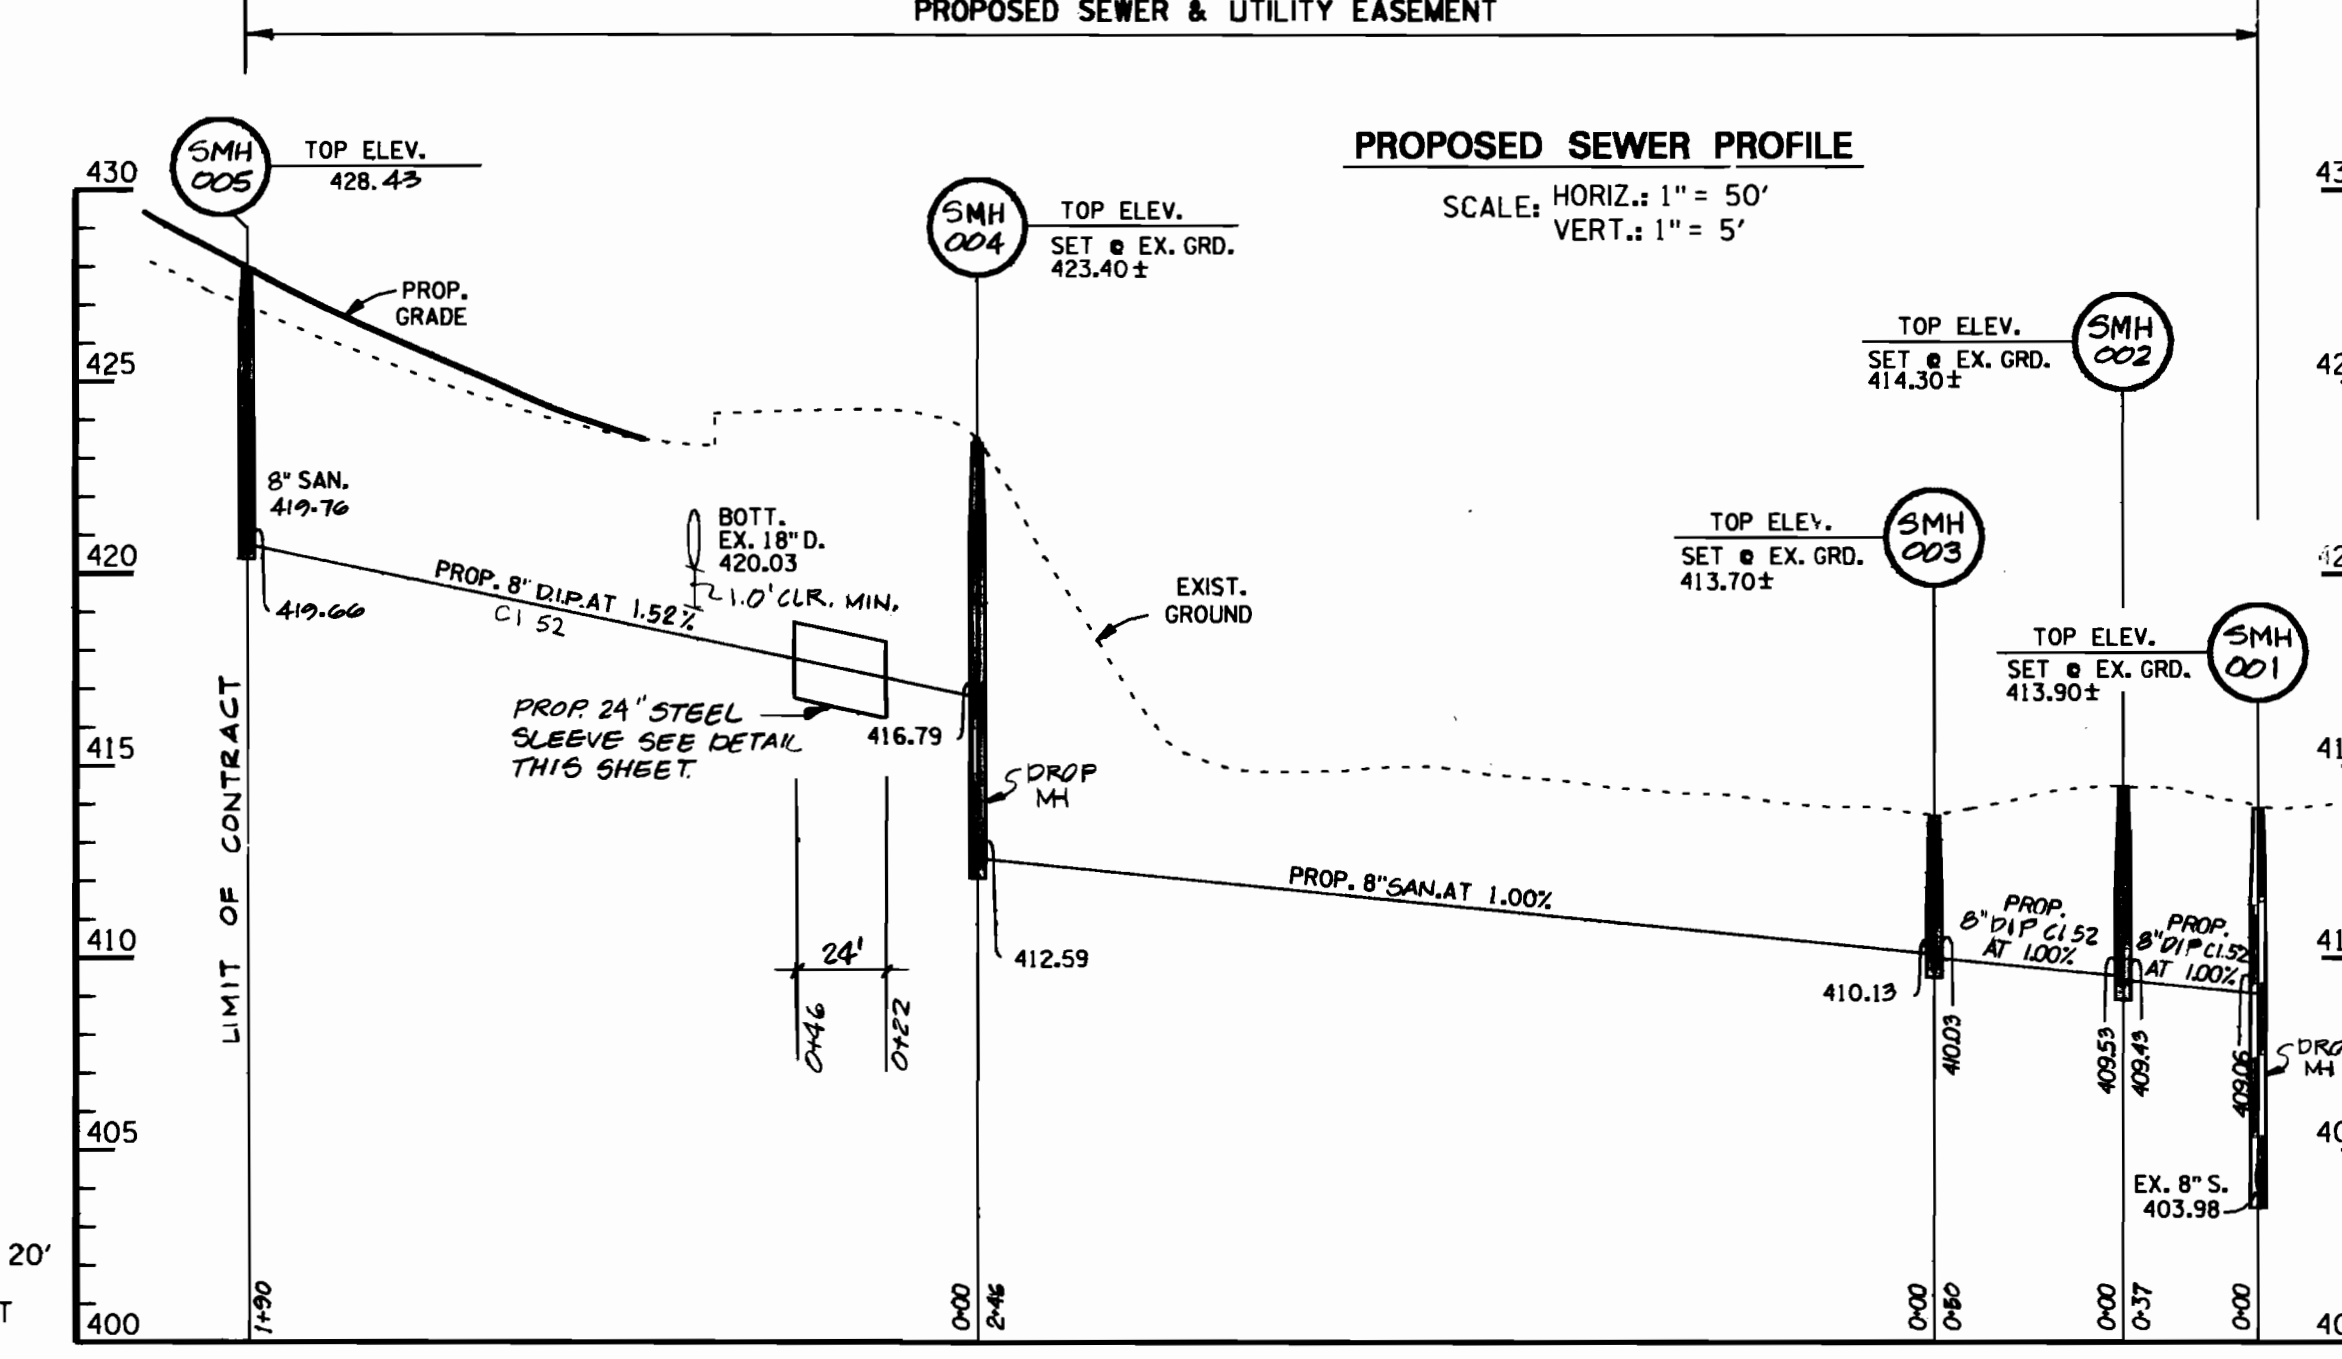 PROPOSED SEWER & UTILITY EASEMENT
PROPOSED SEWER PROFILE
SCALE: HORIZ.: 1" = 50'
VERT.: 1" = 5'
SMH
005
TOP ELEV.
428.43
SMH
004
TOP ELEV.
SET @ EX. GRD.
423.40±
TOP ELEV.
SET @ EX. GRD.
414.30±
SMH
002
TOP ELEV.
SET @ EX. GRD.
413.70±
SMH
003
TOP ELEV.
SET @ EX. GRD.
413.90±
SMH
001
430
425
420
415
410
405
400
PROP.
GRADE
8" SAN.
419.76
419.66
BOTT.
EX. 18" D.
420.03
1.0' CLR. MIN.
PROP. 8" D.I.P. AT 1.52%
Cl 52
PROP. 24" STEEL
SLEEVE SEE DETAIL
THIS SHEET.
416.79
DROP
MH
EXIST.
GROUND
LIMIT OF CONTRACT
24'
0+46
0+22
412.59
PROP. 8" SAN. AT 1.00%
410.13
410.03
PROP.
8" DIP Cl 52
AT 1.00%
PROP.
8" DIP Cl. 52
AT 1.00%
409.53
409.43
409.06
MH
EX. 8" S.
403.98
20'
1+90
0+00
2+46
0+00
0+50
0+00
0+37
0+00